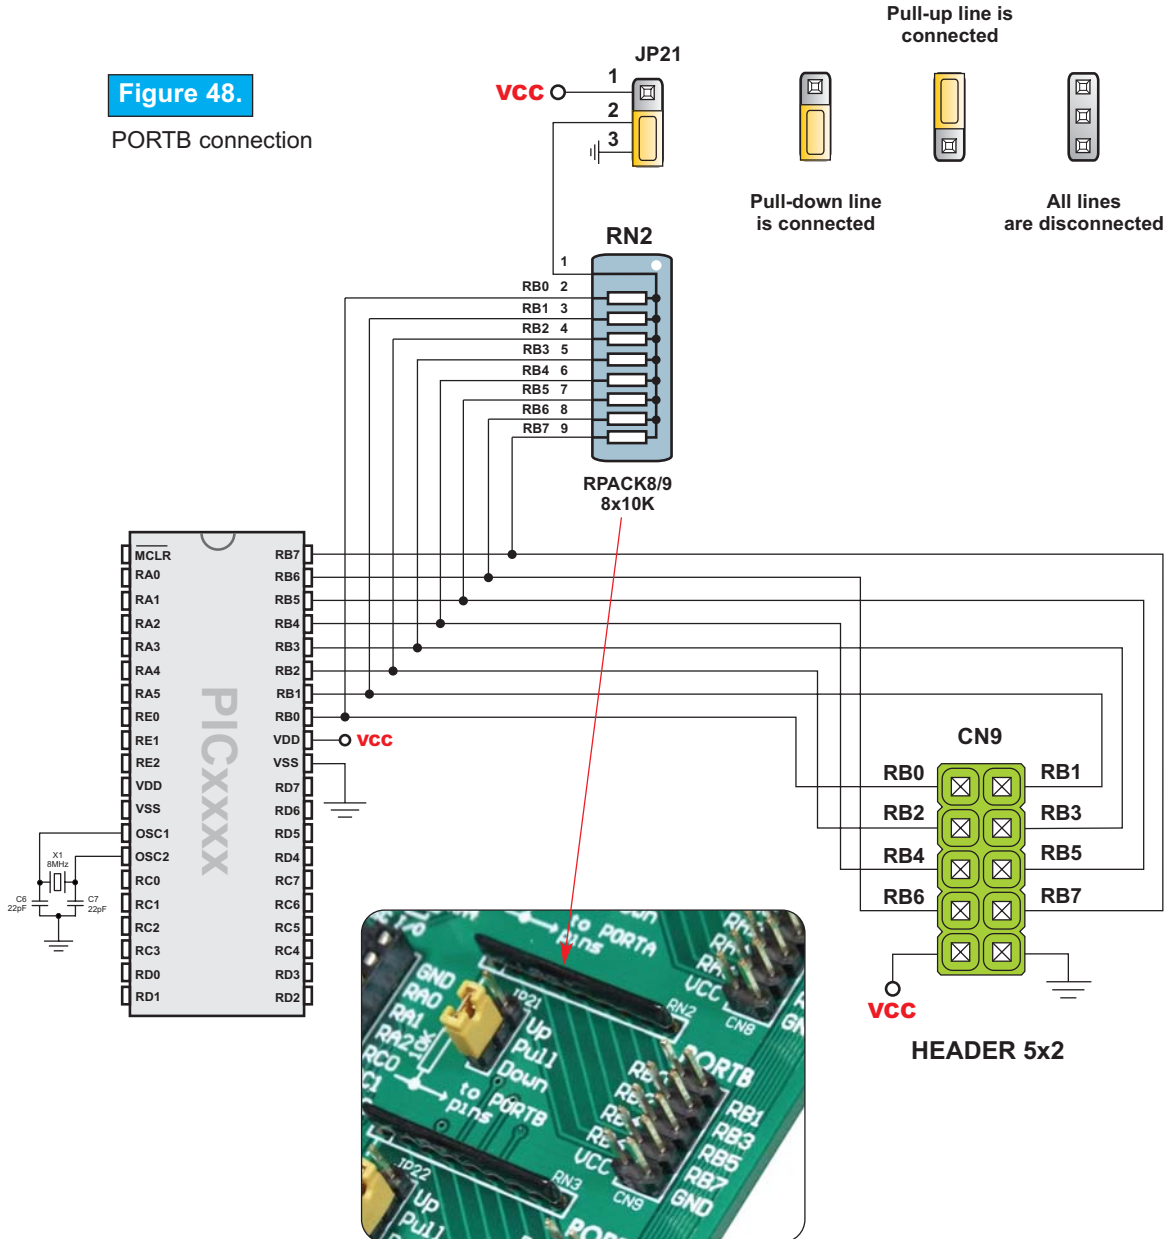 Figure 48.
PORTB connection
JP21
VCC
1
2
3
Pull-up line is
connected
Pull-down line
is connected
All lines
are disconnected
RN2
1
RB0 2
RB1 3
RB2 4
RB3 5
RB4 6
RB5 7
RB6 8
RB7 9
RPACK8/9
8x10K
MCLR
RA0
RA1
RA2
RA3
RA4
RA5
RE0
RE1
RE2
VDD
VSS
OSC1
OSC2
RC0
RC1
RC2
RC3
RD0
RD1
PICxxxx
RB7
RB6
RB5
RB4
RB3
RB2
RB1
RB0
VDD
VSS
RD7
RD6
RD5
RD4
RC7
RC6
RC5
RC4
RD3
RD2
VCC
X1
8MHz
C6
22pF
C7
22pF
CN9
RB0 RB1
RB2 RB3
RB4 RB5
RB6 RB7
VCC
HEADER 5x2
to PORTA
pins
GND
RA0
RA1
RA2
RC0
10K
JP21
Up
Pull
Down
to PORTB
pins
RN2
VCC
CN8
PORTB
RB1
RB3
RB5
RB7
GND
VCC
CN9
RN3
JP22
Up
Pull